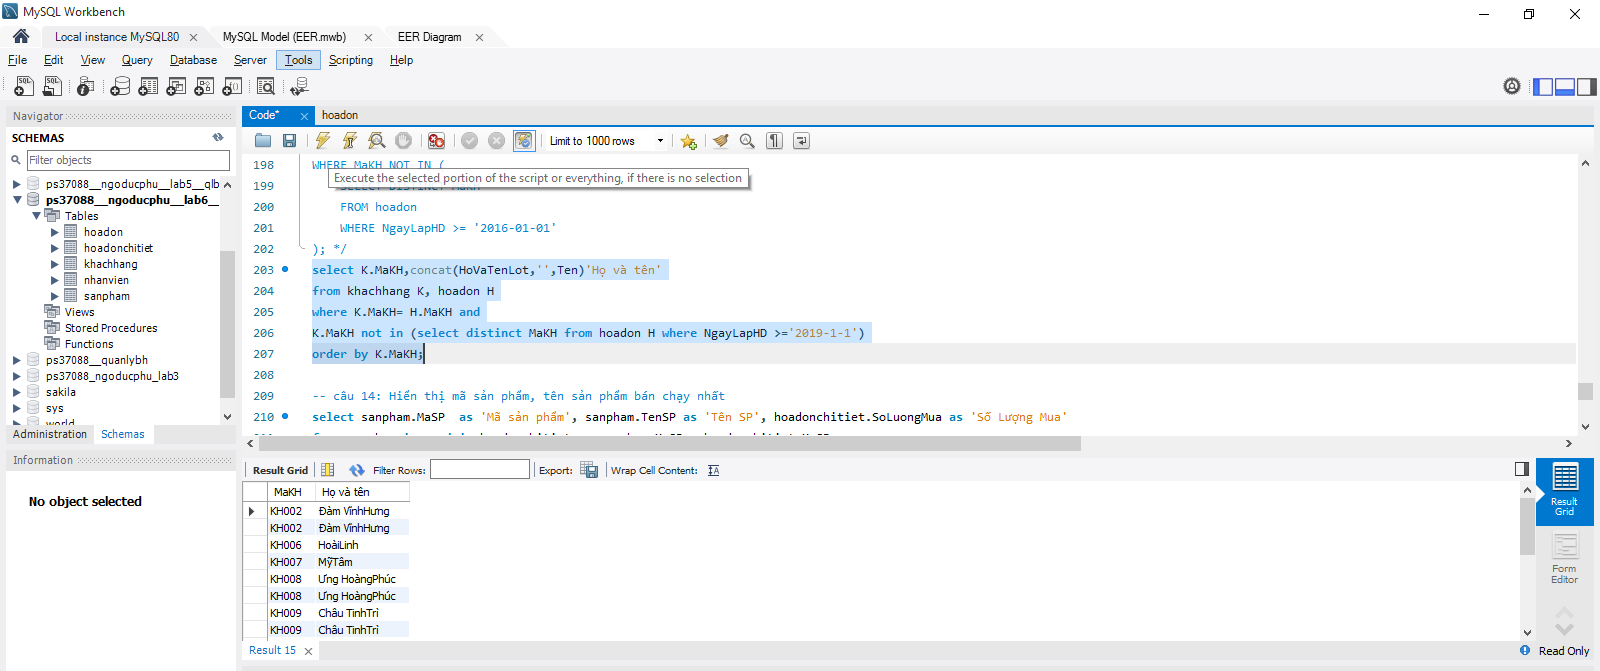 MySQL Workbench
Local instance MySQL80
MySQL Model (EER.mwb)
EER Diagram
File Edit View Query Database Server Tools Scripting Help
Navigator
SCHEMAS
Filter objects
ps37088__ngoducphu__lab5__qlb
ps37088__ngoducphu__lab6__
Tables
hoadon
hoadonchitiet
khachhang
nhanvien
sanpham
Views
Stored Procedures
Functions
ps37088__quanlybh
ps37088_ngoducphu_lab3
sakila
sys
world
Administration Schemas
Information
No object selected
Code* hoadon
Limit to 1000 rows
198 WHERE MaKH NOT IN (
Execute the selected portion of the script or everything, if there is no selection
199 SELECT DISTINCT MaKH
200 FROM hoadon
201 WHERE NgayLapHD >= '2016-01-01'
202 ); */
203 select K.MaKH,concat(HoVaTenLot,'',Ten)'Họ và tên'
204 from khachhang K, hoadon H
205 where K.MaKH= H.MaKH and
206 K.MaKH not in (select distinct MaKH from hoadon H where NgayLapHD >='2019-1-1')
207 order by K.MaKH;
208
209 -- câu 14: Hiển thị mã sản phẩm, tên sản phẩm bán chạy nhất
210 select sanpham.MaSP as 'Mã sản phẩm', sanpham.TenSP as 'Tên SP', hoadonchitiet.SoLuongMua as 'Số Lượng Mua'
Result Grid Filter Rows: Export: Wrap Cell Content:
MaKH Họ và tên
KH002 Đàm VĩnhHưng
KH002 Đàm VĩnhHưng
KH006 HoàiLinh
KH007 MỹTâm
KH008 Ưng HoàngPhúc
KH008 Ưng HoàngPhúc
KH009 Châu TinhTrì
KH009 Châu TinhTrì
Result Grid
Form Editor
Result 15
Read Only